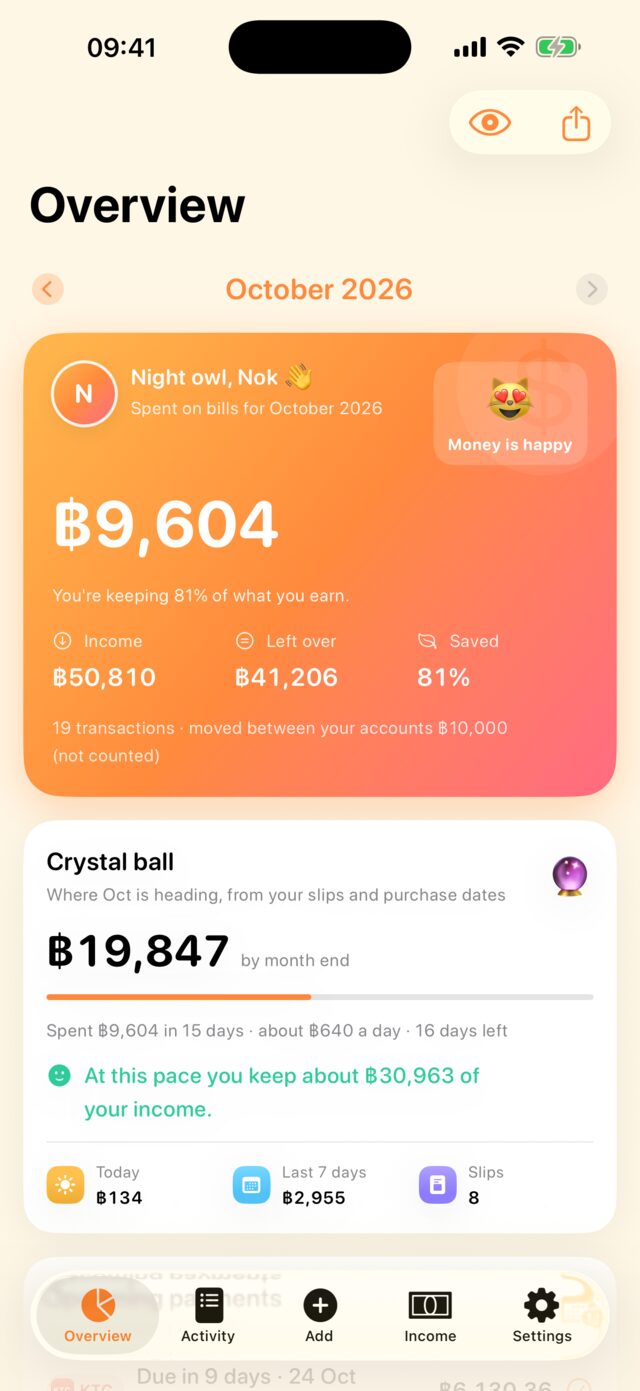 09:41
Overview
October 2026
N
Night owl, Nok 👋
Spent on bills for October 2026
Money is happy
฿9,604
You're keeping 81% of what you earn.
Income
Left over
Saved
฿50,810
฿41,206
81%
19 transactions · moved between your accounts ฿10,000
(not counted)
Crystal ball
Where Oct is heading, from your slips and purchase dates
฿19,847 by month end
Spent ฿9,604 in 15 days · about ฿640 a day · 16 days left
At this pace you keep about ฿30,963 of
your income.
Today
฿134
Last 7 days
฿2,955
Slips
8
payments
Overview
Activity
Add
Income
Settings
KTC
Due in 9 days · 24 Oct
฿6,130.36